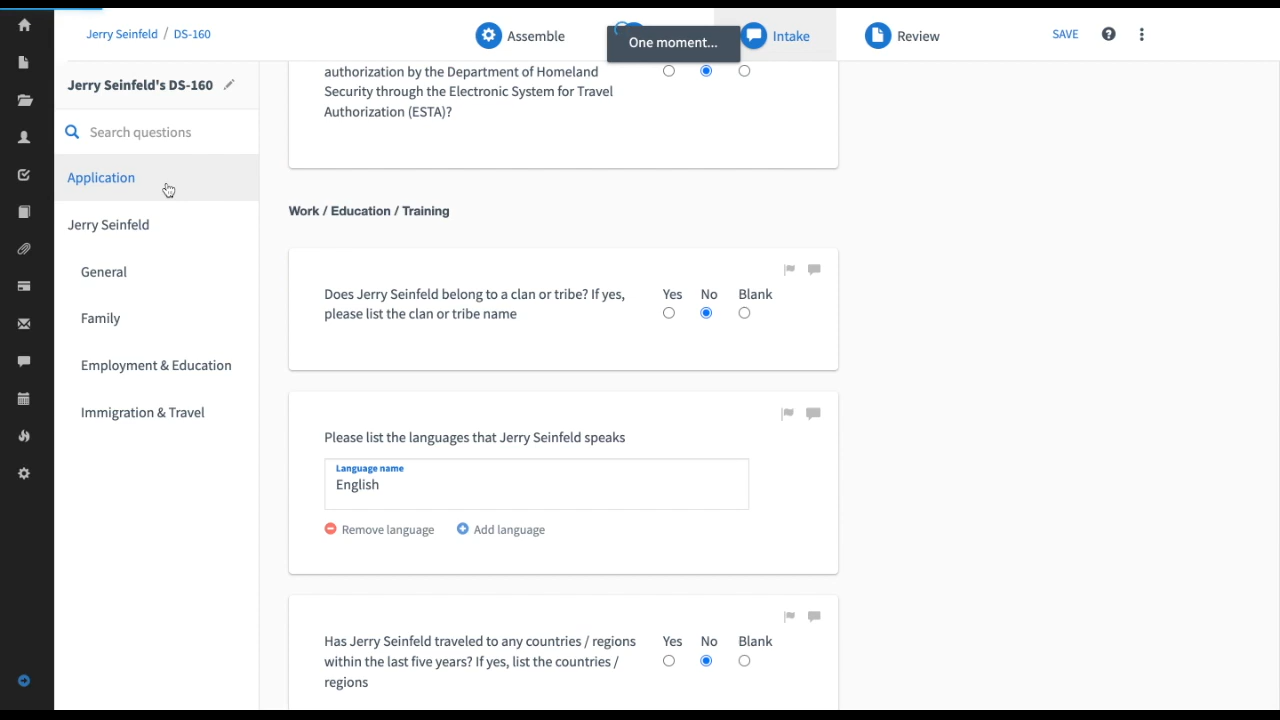 Jerry Seinfeld / DS-160
Assemble
One moment...
Intake
Review
SAVE
Jerry Seinfeld's DS-160
Search questions
Application
Jerry Seinfeld
General
Family
Employment & Education
Immigration & Travel
authorization by the Department of Homeland
Security through the Electronic System for Travel
Authorization (ESTA)?
Work / Education / Training
Does Jerry Seinfeld belong to a clan or tribe? If yes,
please list the clan or tribe name
Yes No Blank
Please list the languages that Jerry Seinfeld speaks
Language name
English
Remove language Add language
Has Jerry Seinfeld traveled to any countries / regions
within the last five years? If yes, list the countries /
regions
Yes No Blank